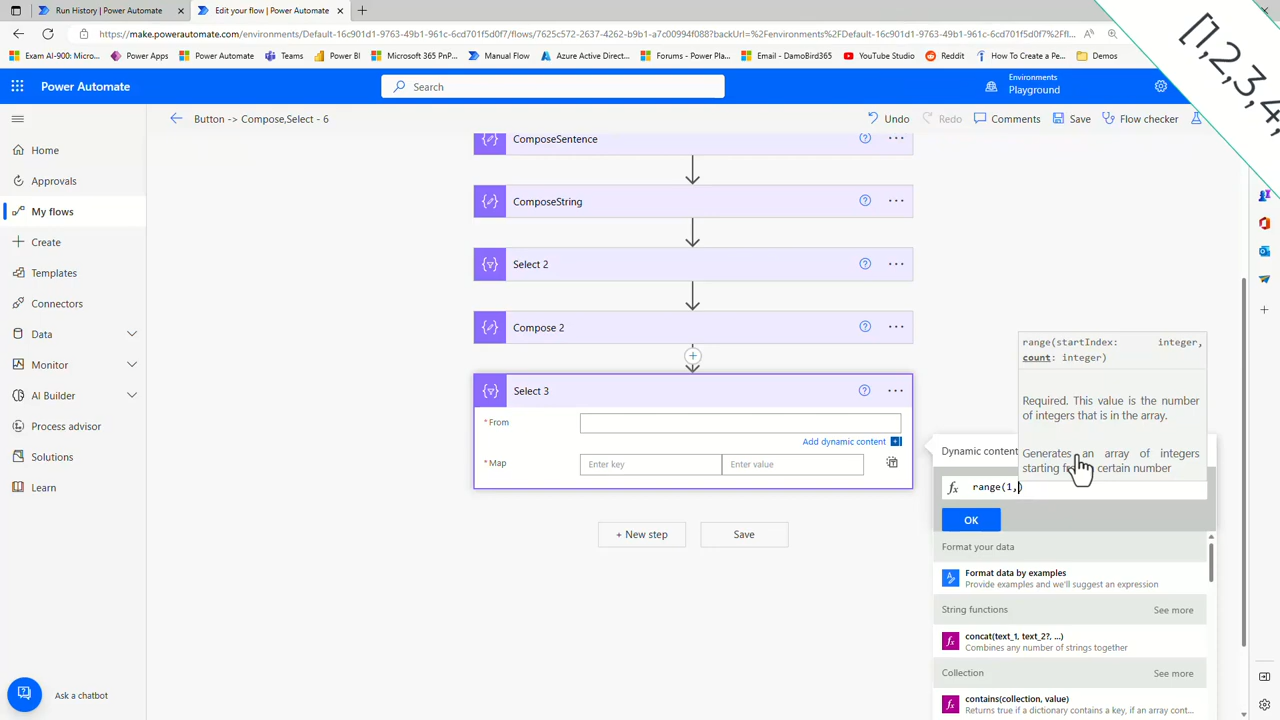 Run History | Power Automate
Edit your flow | Power Automate
https://make.powerautomate.com/environments/Default-16c901d1-9763-49b1-961c-6cd701f5d0f7/flows/7625c572-2637-4262-b9b1-a7c00994f088?backUrl=%2Fenvironments%2FDefault-16c901d1-9763-49b1-961c-6cd701f5d0f7%2Ffl...
Exam AI-900: Micros...
Power Apps
Power Automate
Teams
Power BI
Microsoft 365 PnP...
Manual Flow
Azure Active Direct...
Forums - Power Pla...
Email - DamoBird365
YouTube Studio
Reddit
How To Create a Pe...
Demos
[1,2,3,4,
Power Automate
Search
Environments
Playground
Button -> Compose,Select - 6
Undo
Redo
Comments
Save
Flow checker
Home
Approvals
My flows
Create
Templates
Connectors
Data
Monitor
AI Builder
Process advisor
Solutions
Learn
Ask a chatbot
ComposeSentence
ComposeString
Select 2
Compose 2
Select 3
* From
Add dynamic content
* Map
Enter key
Enter value
+ New step
Save
range(startIndex: integer,
count: integer)
Required. This value is the number
of integers that is in the array.
Generates an array of integers
starting certain number
Dynamic content
fx range(1,)
OK
Format your data
Format data by examples
Provide examples and we'll suggest an expression
String functions
See more
concat(text_1, text_2?, ...)
Combines any number of strings together
Collection
See more
contains(collection, value)
Returns true if a dictionary contains a key, if an array cont...